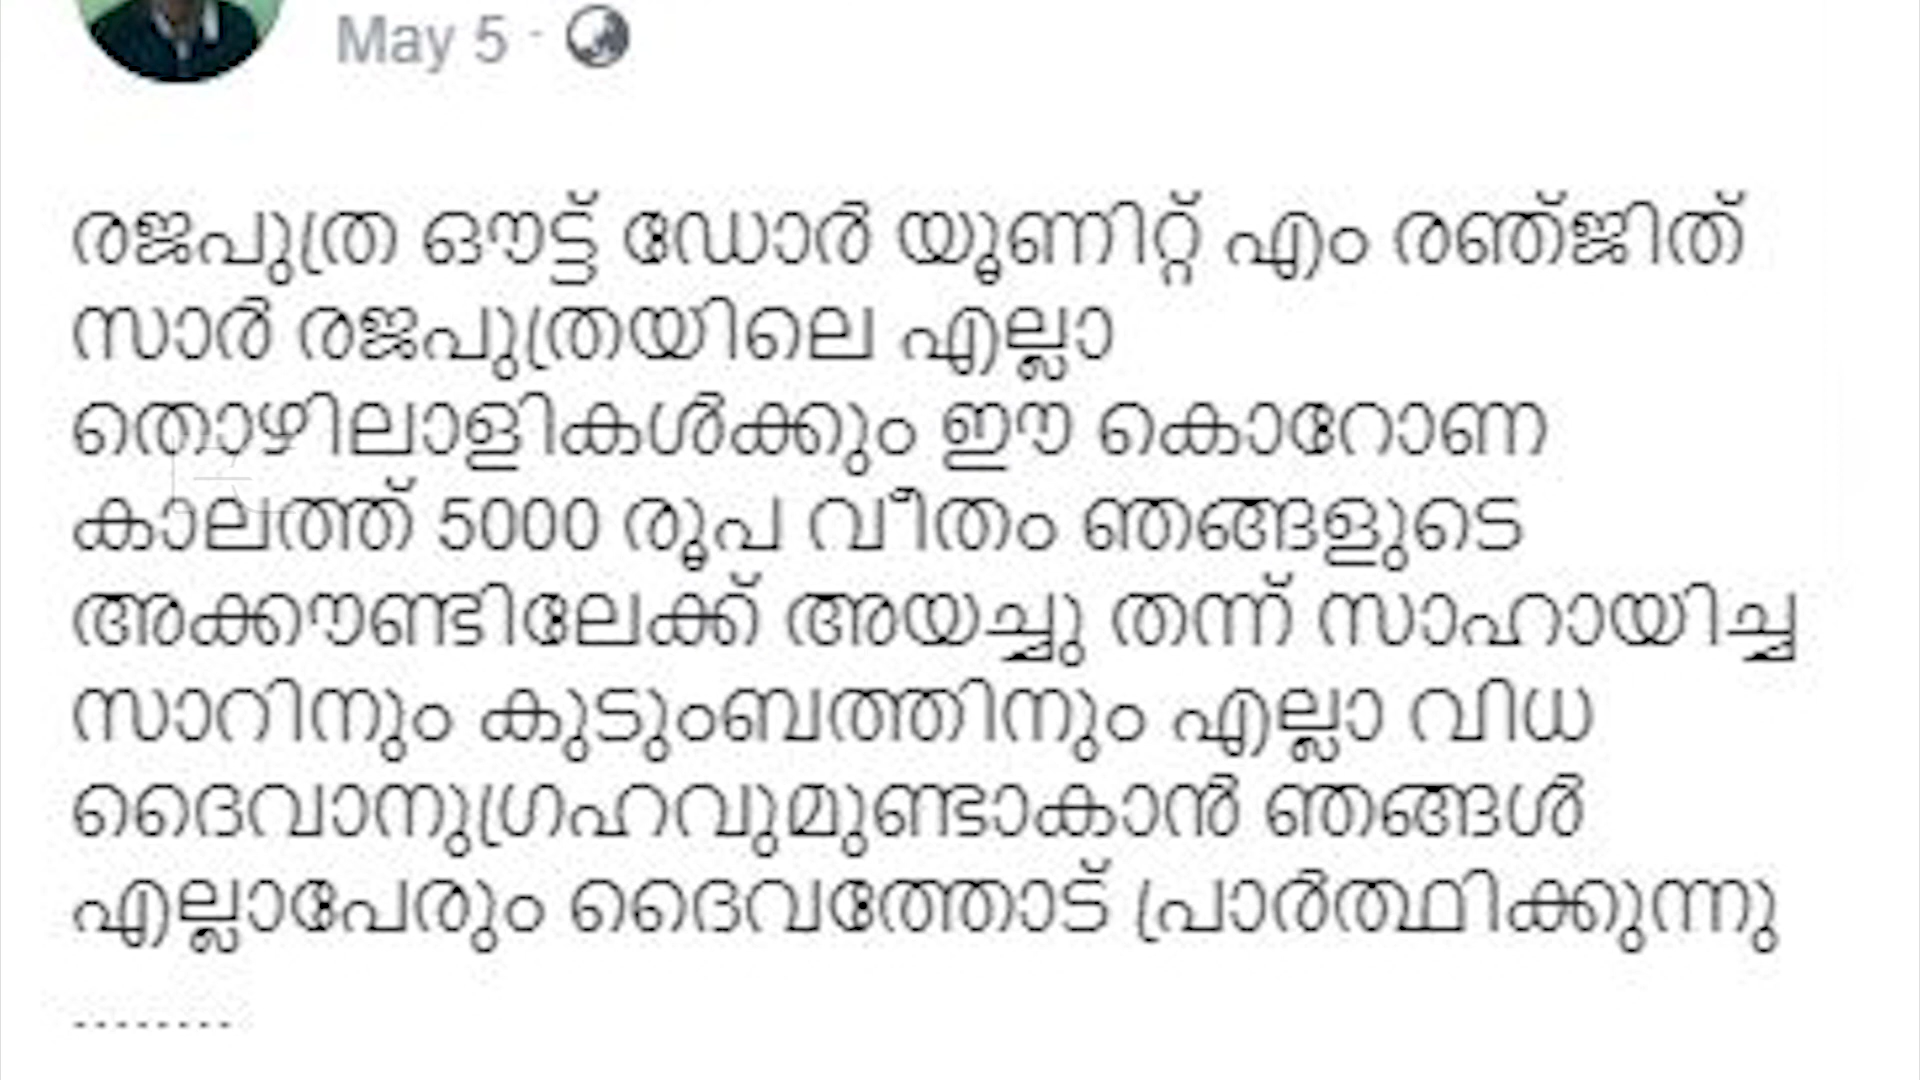 May 5 ·
രജപുത്ര ഔട്ട് ഡോർ യൂണിറ്റ് എം രഞ്ജിത്
സാർ രജപുത്രയിലെ എല്ലാ
തൊഴിലാളികൾക്കും ഈ കൊറോണ
കാലത്ത് 5000 രൂപ വീതം ഞങ്ങളുടെ
അക്കൗണ്ടിലേക്ക് അയച്ചു തന്ന് സാഹായിച്ച
സാറിനും കുടുംബത്തിനും എല്ലാ വിധ
ദൈവാനുഗ്രഹവുമുണ്ടാകാൻ ഞങ്ങൾ
എല്ലാപേരും ദൈവത്തോട് പ്രാർത്ഥിക്കുന്നു
........